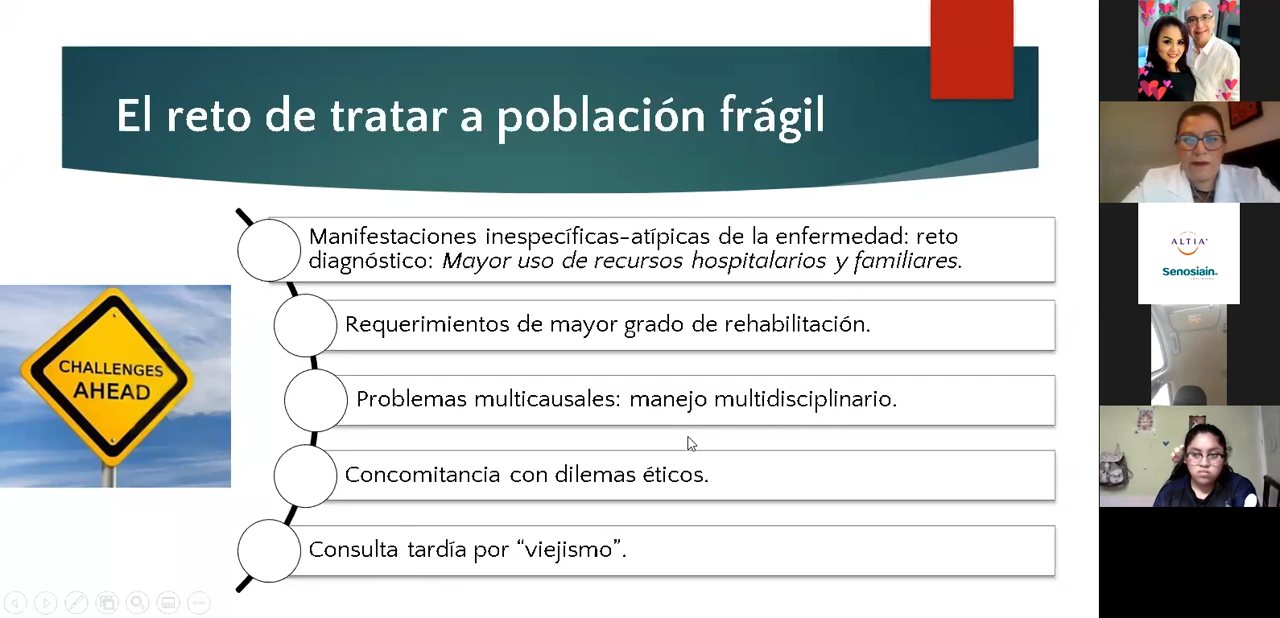 El reto de tratar a población frágil
Manifestaciones inespecíficas-atípicas de la enfermedad: reto
diagnóstico: Mayor uso de recursos hospitalarios y familiares.
Requerimientos de mayor grado de rehabilitación.
Problemas multicausales: manejo multidisciplinario.
Concomitancia con dilemas éticos.
Consulta tardía por “viejismo”.
CHALLENGES
AHEAD
ALTIA
Senosiain